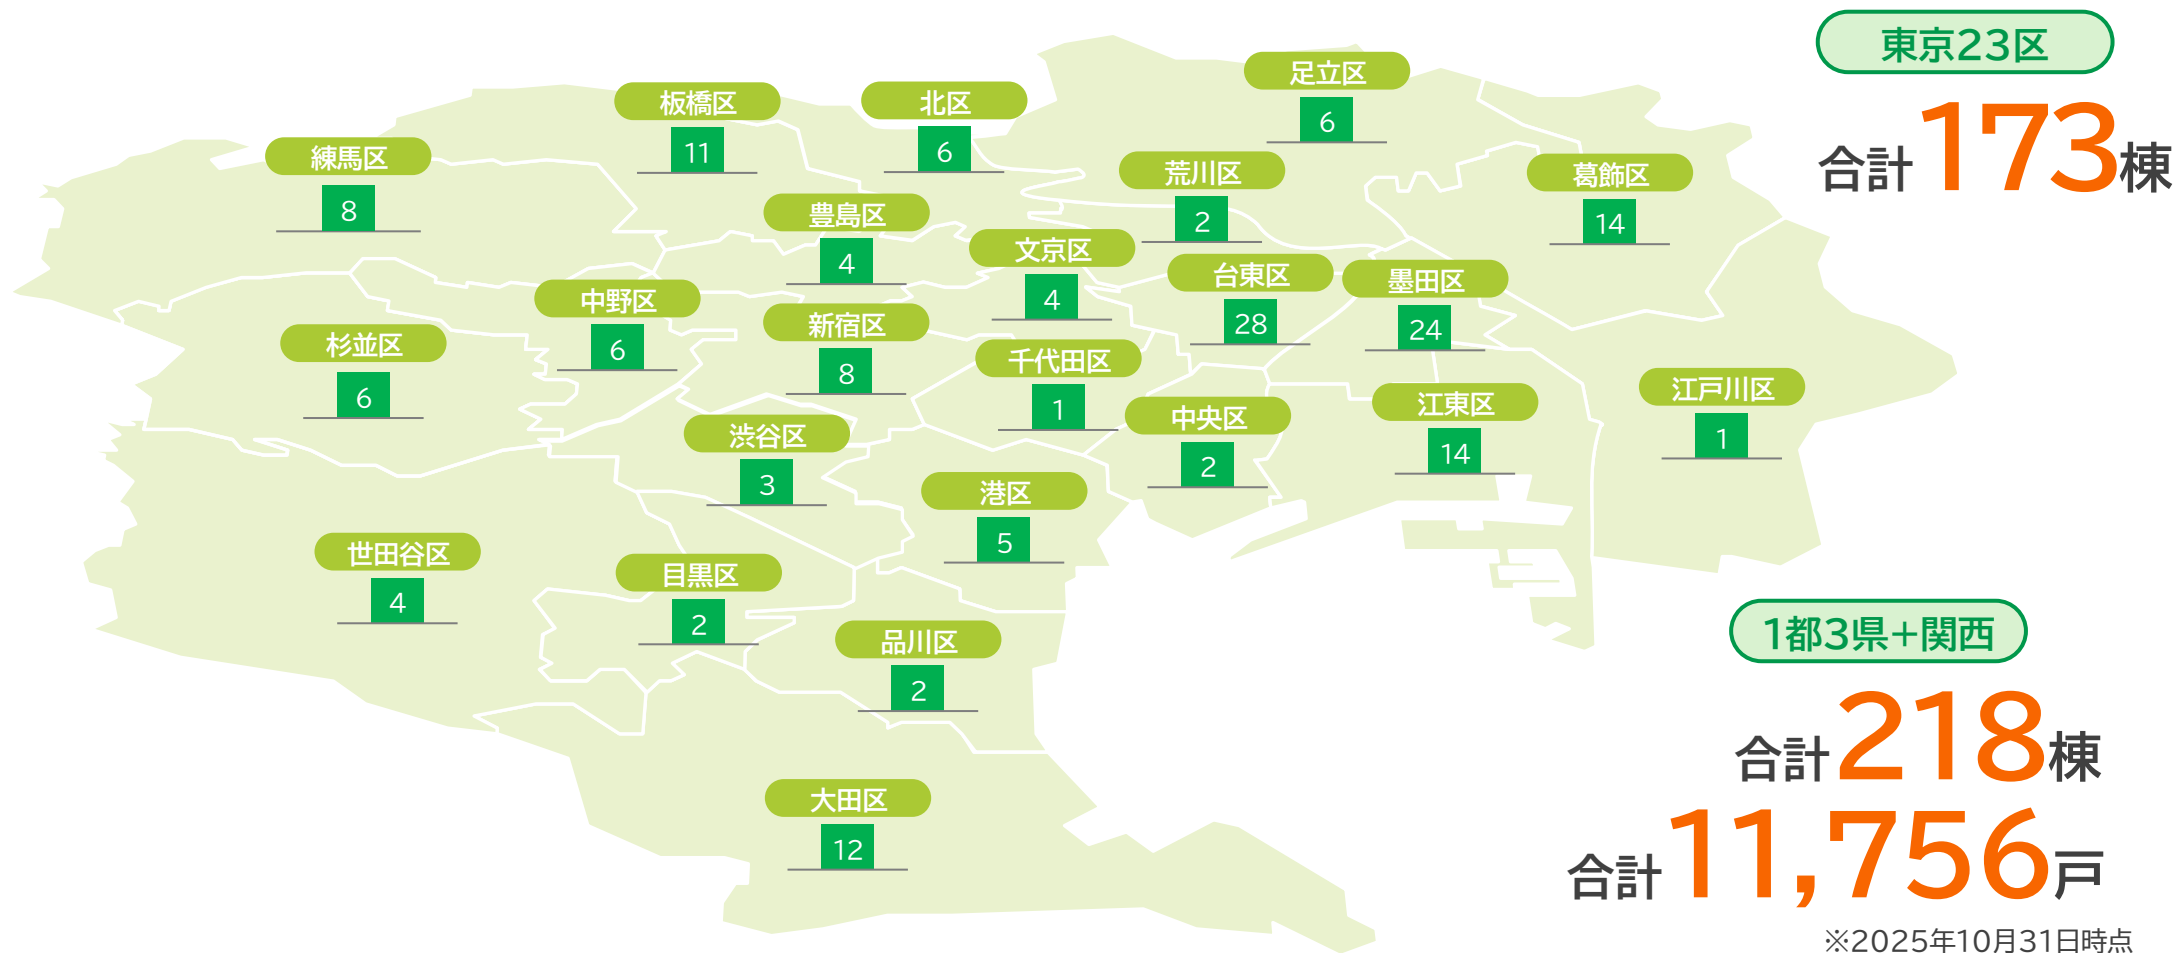 東京23区
合計173棟
足立区
6
板橋区
11
北区
6
練馬区
8
荒川区
2
葛飾区
14
豊島区
4
文京区
4
台東区
28
墨田区
24
中野区
6
新宿区
8
杉並区
6
千代田区
1
江戸川区
1
中央区
2
江東区
14
渋谷区
3
港区
5
世田谷区
4
目黒区
2
品川区
2
大田区
12
1都3県+関西
合計218棟
合計11,756戸
※2025年10月31日時点